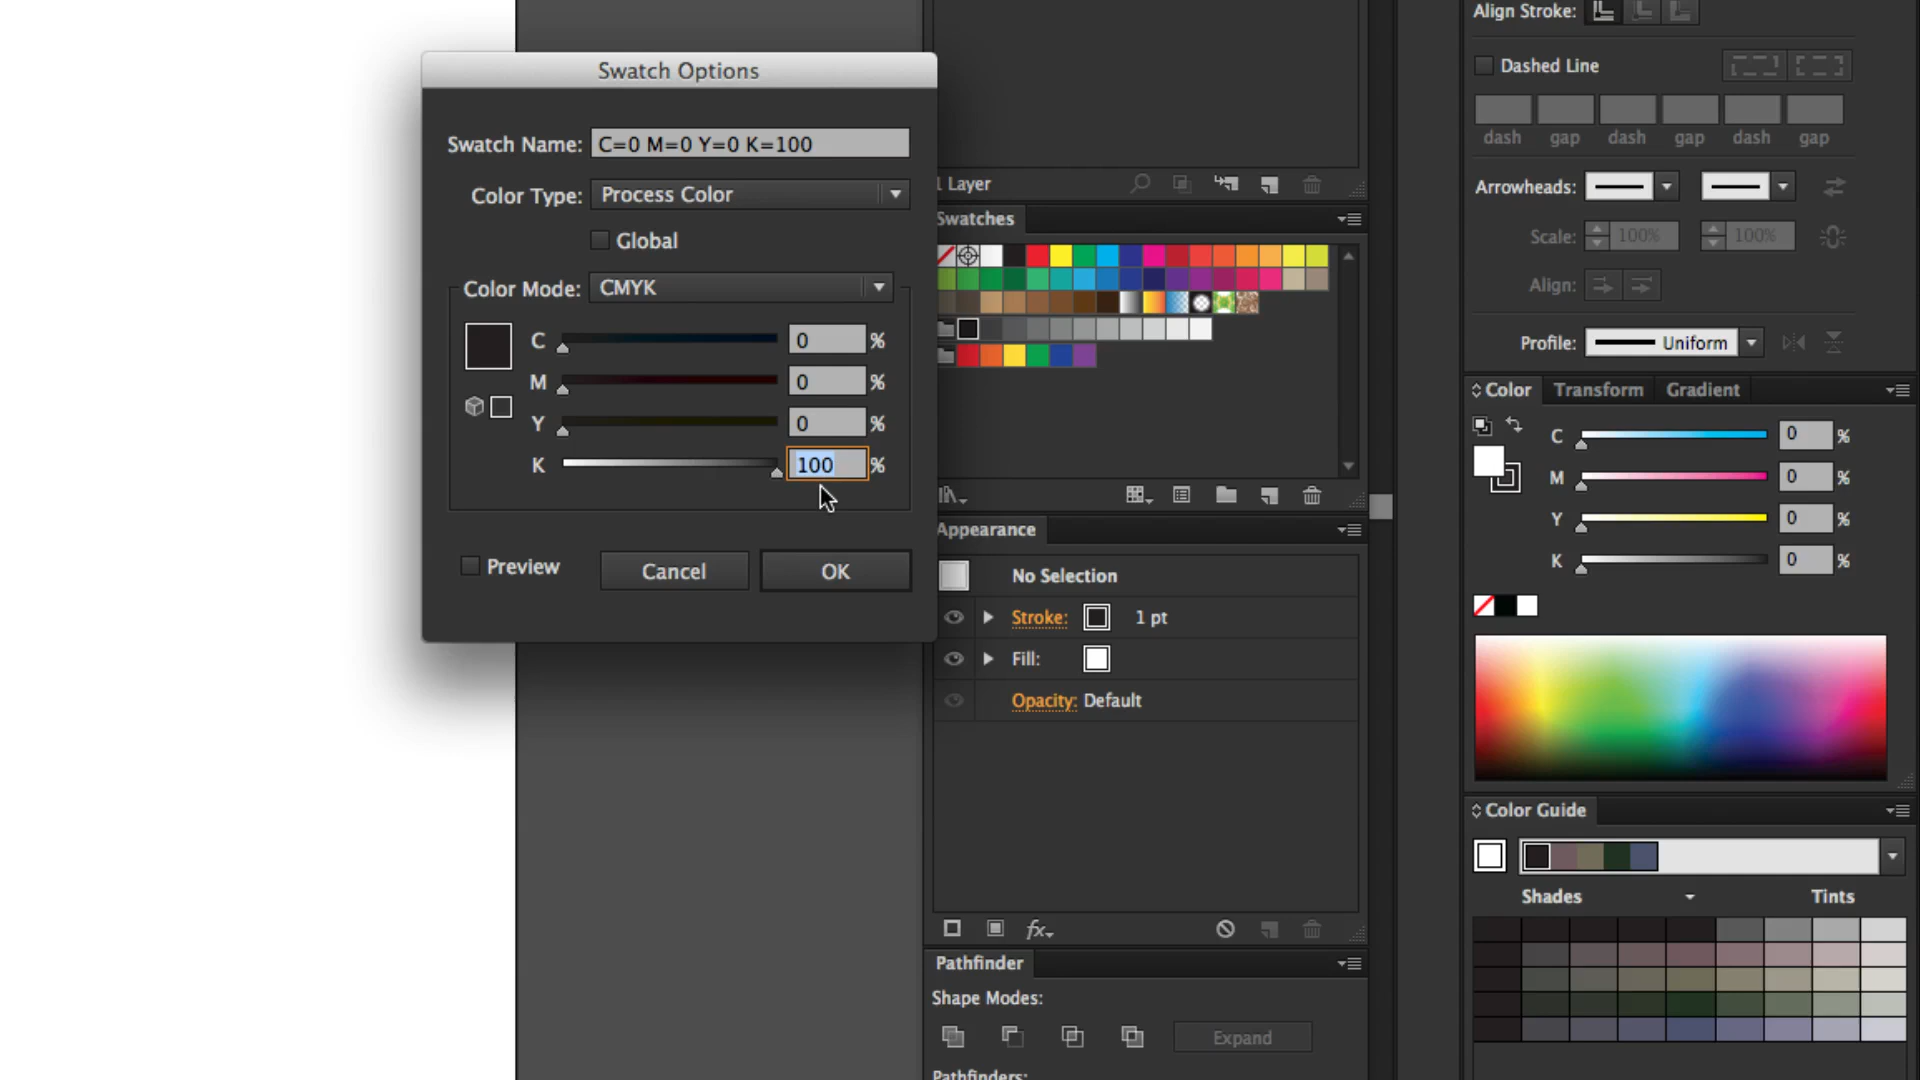 Swatch Options
Swatch Name: C=0 M=0 Y=0 K=100
Color Type: Process Color
Global
Color Mode: CMYK
C 0 %
M 0 %
Y 0 %
K 100 %
Preview Cancel OK
1 Layer
Swatches
Appearance
No Selection
Stroke: 1 pt
Fill:
Opacity: Default
fx
Pathfinder
Shape Modes:
Expand
Pathfinders:
Align Stroke:
Dashed Line
dash gap dash gap dash gap
Arrowheads:
Scale: 100% 100%
Align:
Profile: Uniform
Color Transform Gradient
C 0 %
M 0 %
Y 0 %
K 0 %
Color Guide
Shades Tints